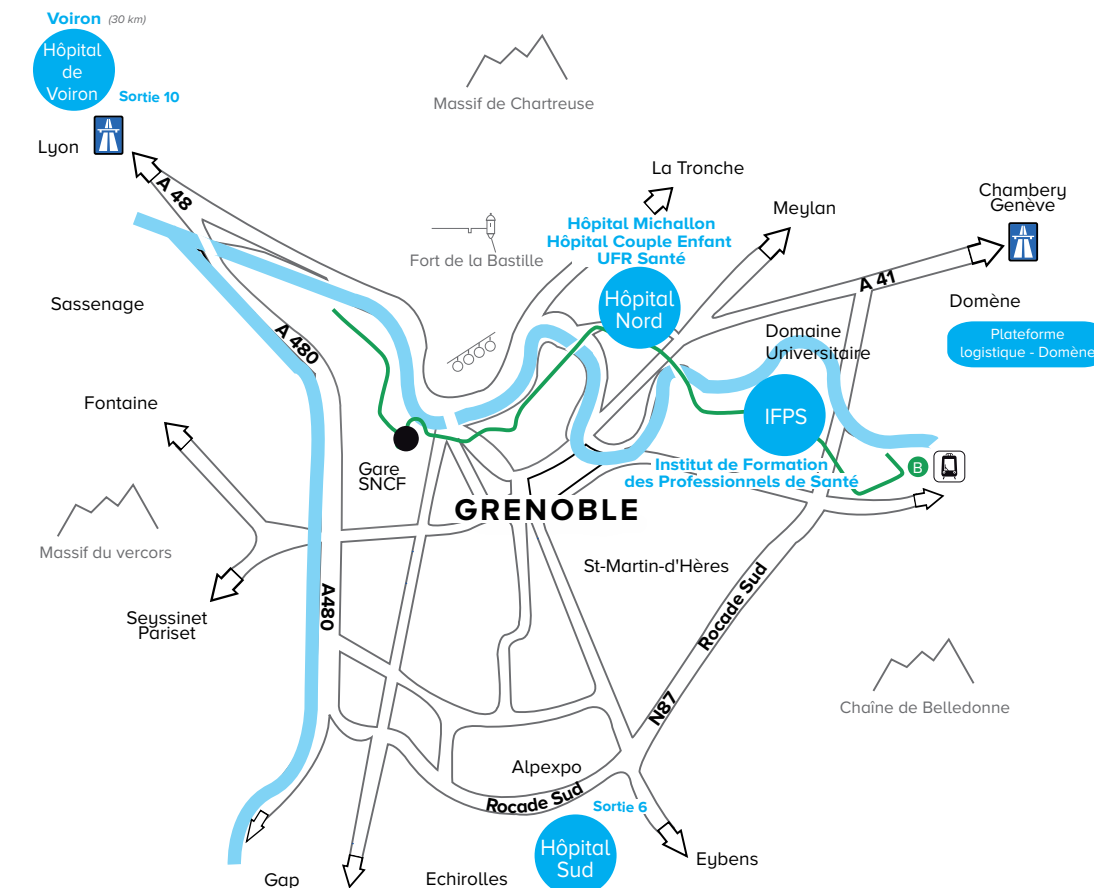 Voiron (30 km)
Hôpital
de
Voiron
Sortie 10
Lyon
A 48
Massif de Chartreuse
La Tronche
Meylan
Chambery
Genève
Hôpital Michallon
Hôpital Couple Enfant
UFR Santé
Fort de la Bastille
Hôpital
Nord
A 41
Sassenage
Domène
Plateforme
logistique - Domène
A 480
Domaine
Universitaire
Fontaine
IFPS
Gare
SNCF
Institut de Formation
des Professionnels de Santé
B
GRENOBLE
Massif du vercors
St-Martin-d'Hères
A480
Seyssinet
Pariset
Rocade Sud
N87
Chaîne de Belledonne
Alpexpo
Rocade Sud
Sortie 6
Hôpital
Sud
Eybens
Gap
Echirolles